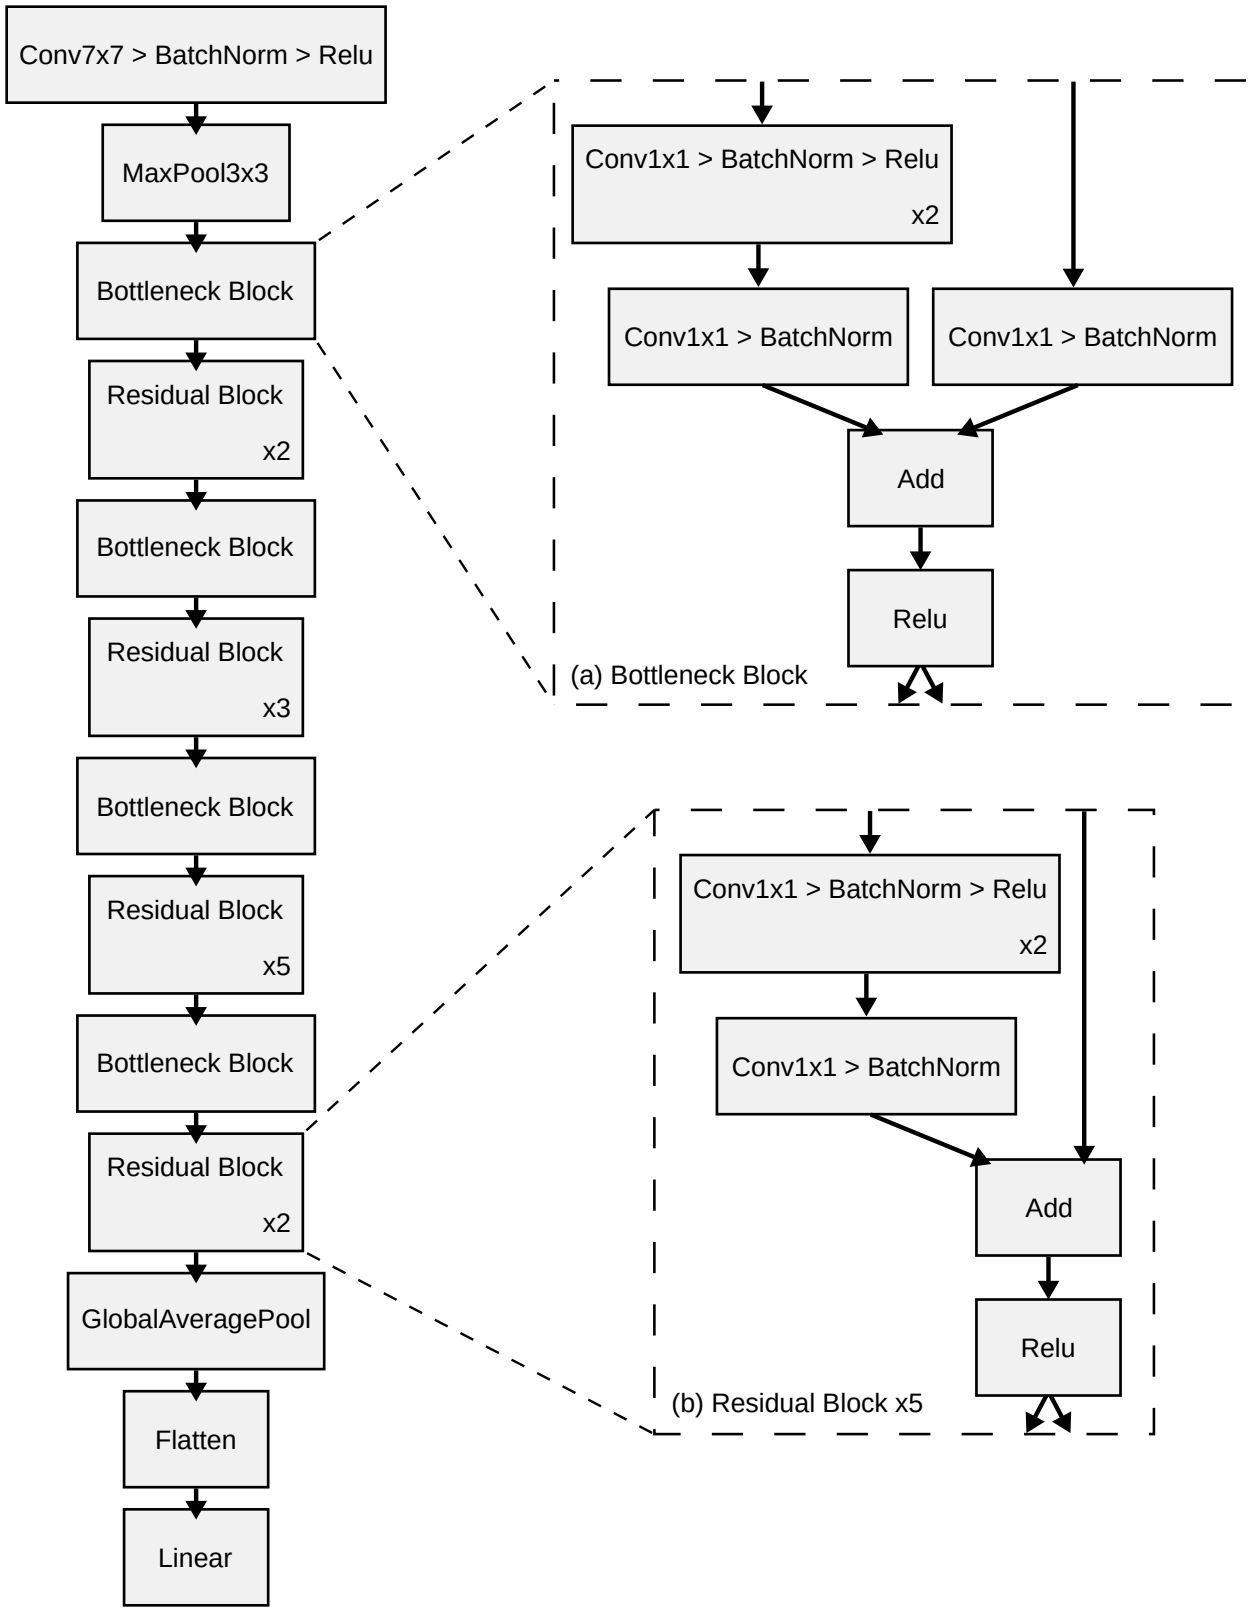 Conv7x7 > BatchNorm > Relu
MaxPool3x3
Bottleneck Block
Residual Block
x2
Bottleneck Block
Residual Block
x3
Bottleneck Block
Residual Block
x5
Bottleneck Block
Residual Block
x2
GlobalAveragePool
Flatten
Linear
Conv1x1 > BatchNorm > Relu
x2
Conv1x1 > BatchNorm
Conv1x1 > BatchNorm
Add
Relu
(a) Bottleneck Block
Conv1x1 > BatchNorm > Relu
x2
Conv1x1 > BatchNorm
Add
Relu
(b) Residual Block x5